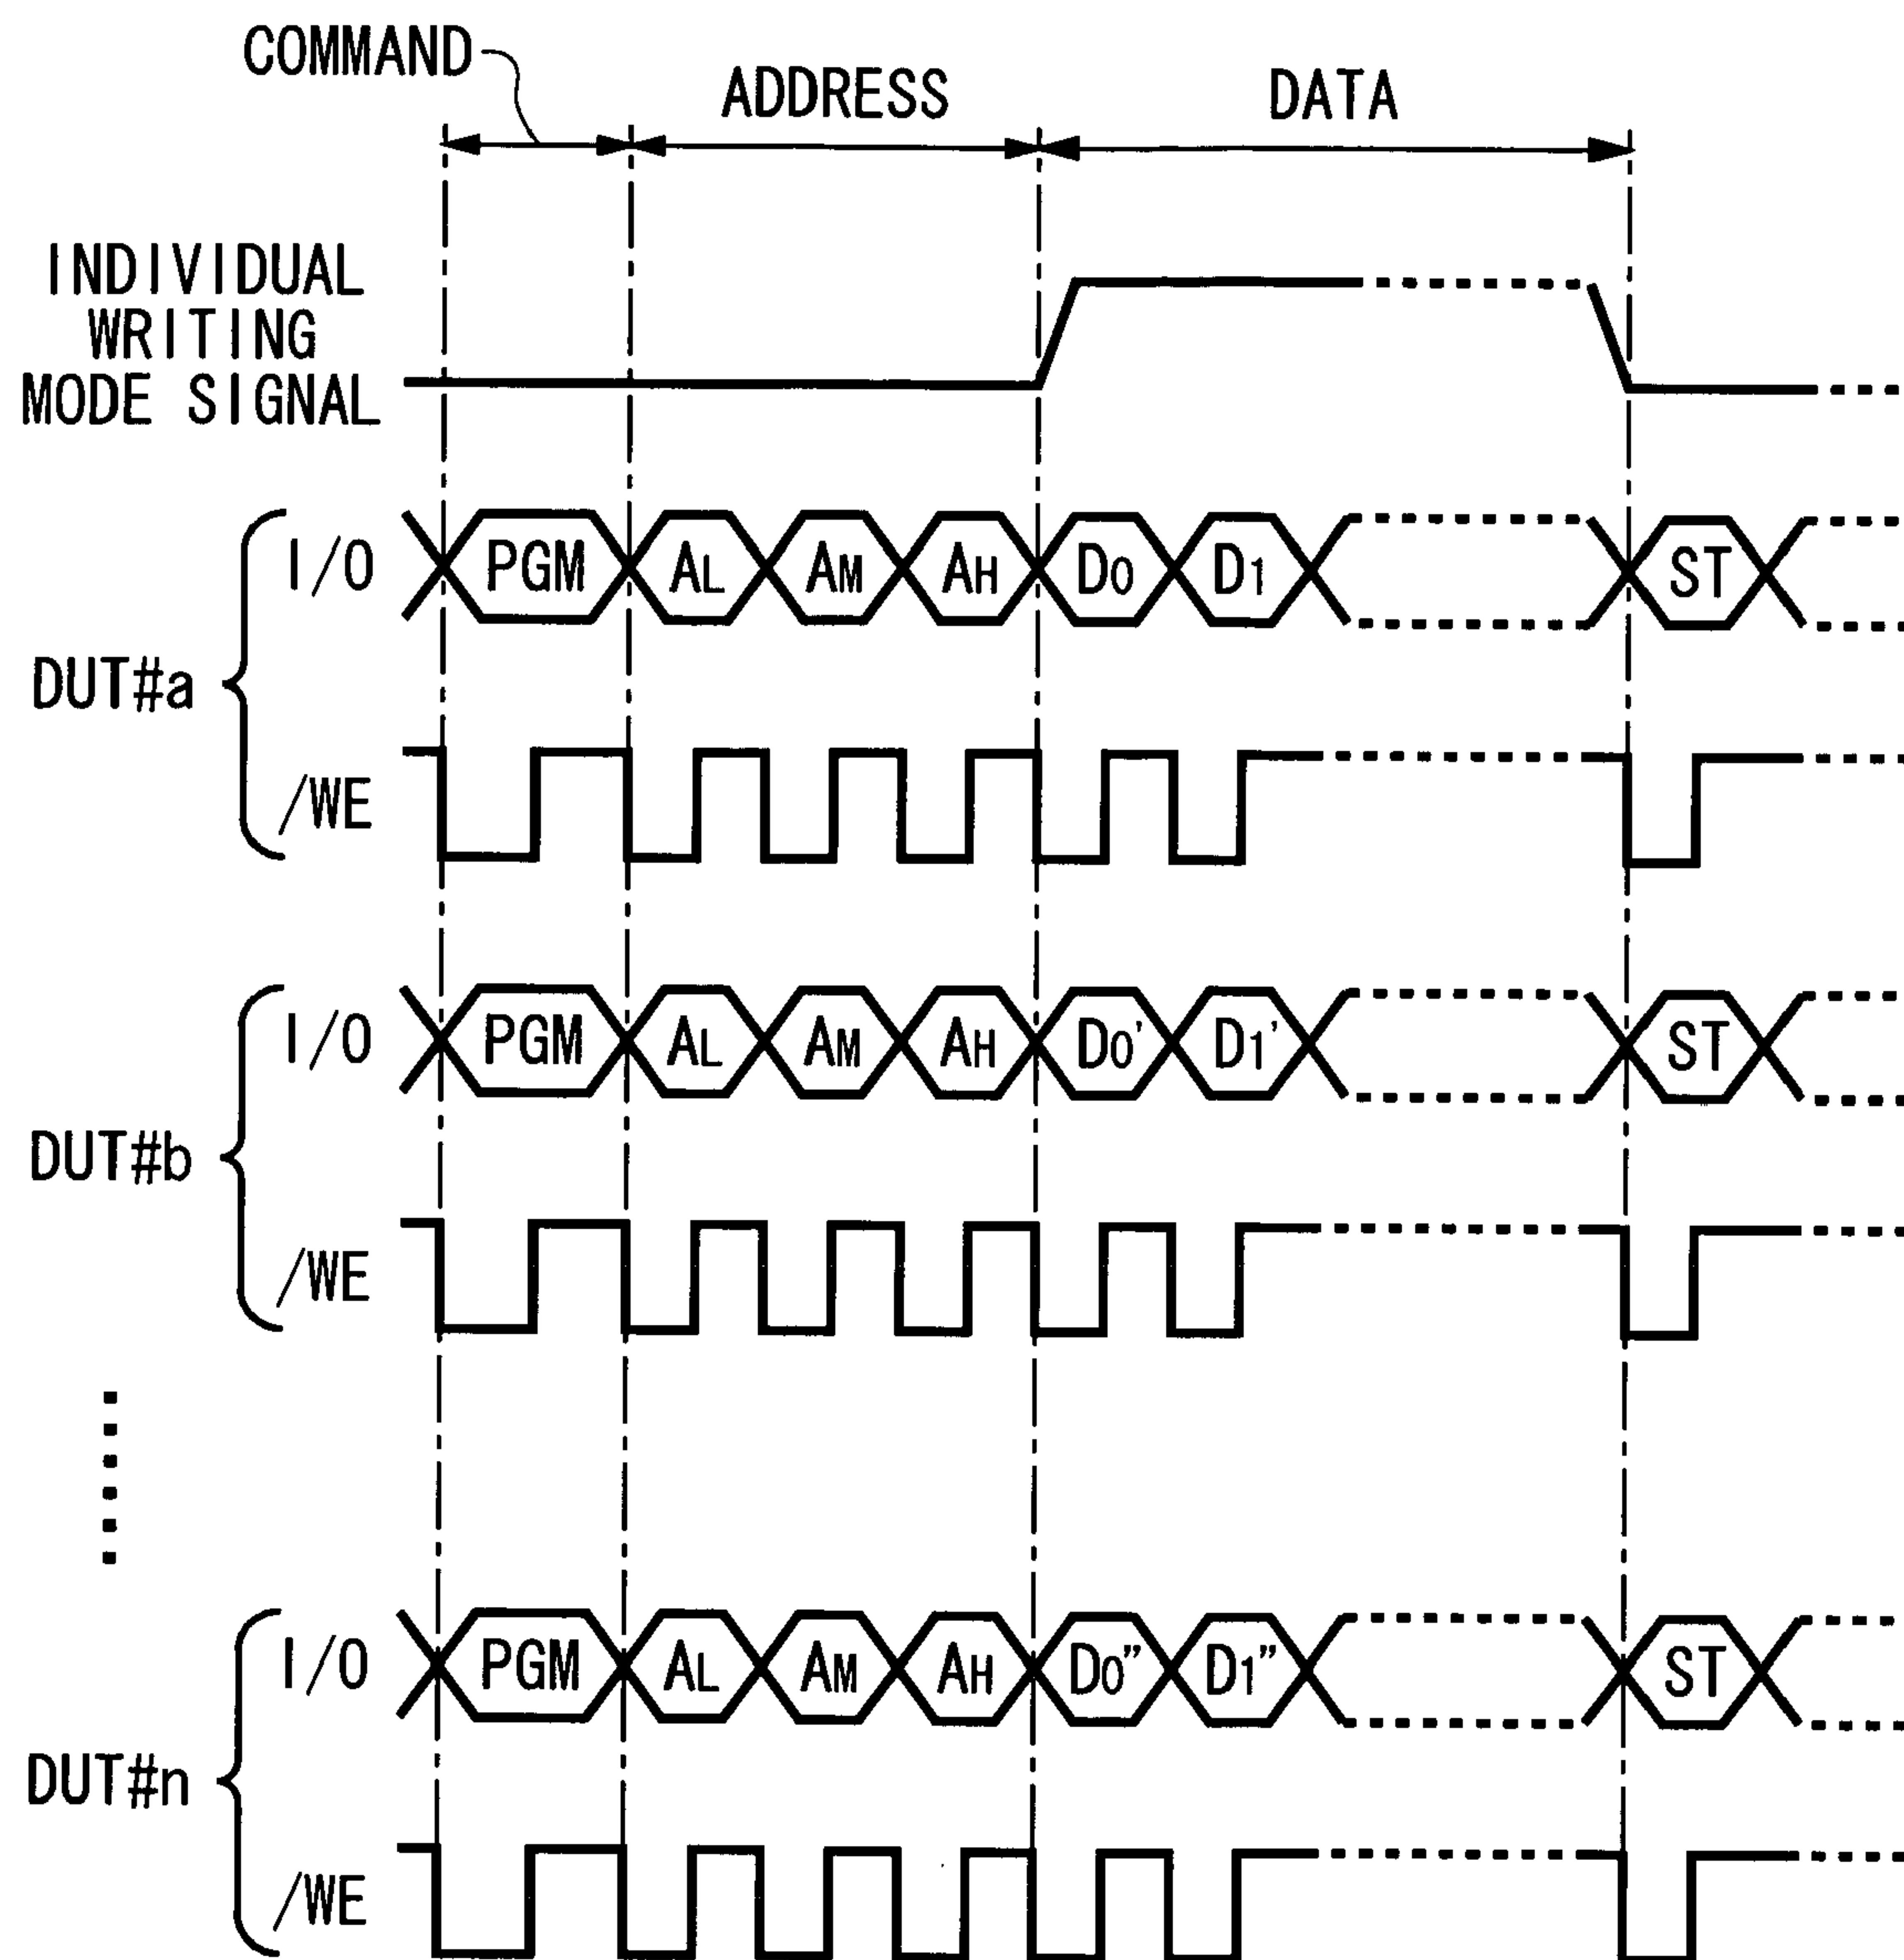 COMMAND
ADDRESS
DATA
INDIVIDUAL
WRITING
MODE SIGNAL
I/O PGM AL AM AH D0 D1 ST
DUT#a
/WE
I/O PGM AL AM AH D0' D1' ST
DUT#b
/WE
I/O PGM AL AM AH D0" D1" ST
DUT#n
/WE